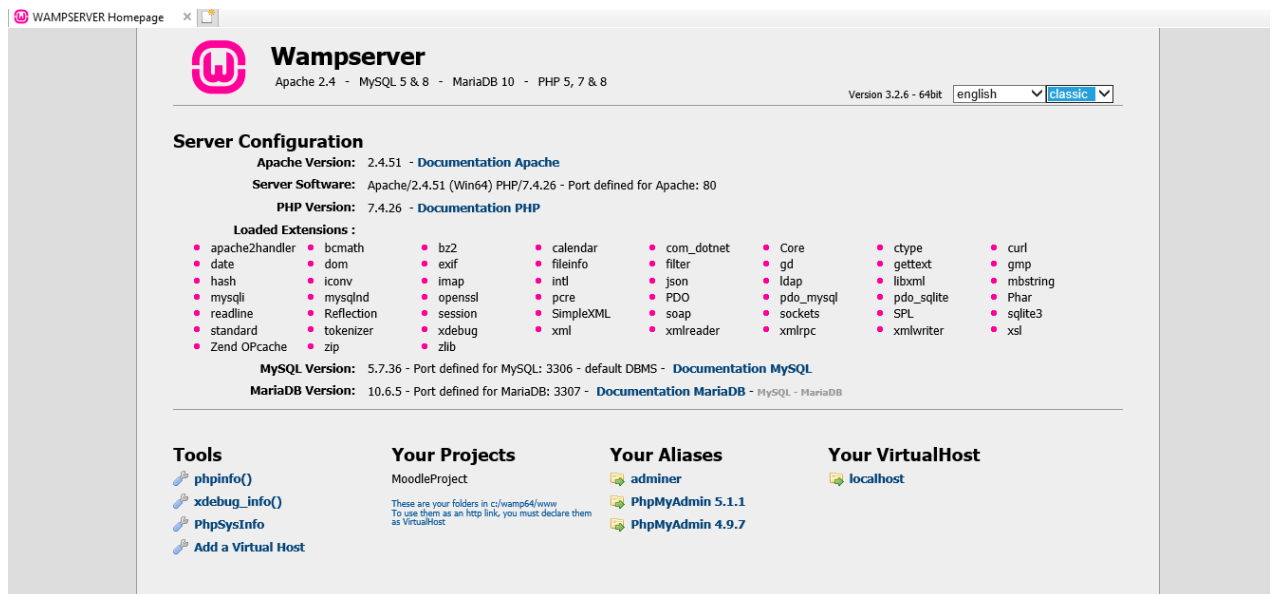 WAMPSERVER Homepage
Wampserver
Apache 2.4 - MySQL 5 & 8 - MariaDB 10 - PHP 5, 7 & 8
Version 3.2.6 - 64bit english classic
Server Configuration
Apache Version: 2.4.51 - Documentation Apache
Server Software: Apache/2.4.51 (Win64) PHP/7.4.26 - Port defined for Apache: 80
PHP Version: 7.4.26 - Documentation PHP
Loaded Extensions :
apache2handler bcmath bz2 calendar com_dotnet Core ctype curl
date dom exif fileinfo filter gd gettext gmp
hash iconv imap intl json ldap libxml mbstring
mysqli mysqlnd openssl pcre PDO pdo_mysql pdo_sqlite Phar
readline Reflection session SimpleXML soap sockets SPL sqlite3
standard tokenizer xdebug xml xmlreader xmlrpc xmlwriter xsl
Zend OPcache zip zlib
MySQL Version: 5.7.36 - Port defined for MySQL: 3306 - default DBMS - Documentation MySQL
MariaDB Version: 10.6.5 - Port defined for MariaDB: 3307 - Documentation MariaDB - MySQL - MariaDB
Tools
phpinfo()
xdebug_info()
PhpSysInfo
Add a Virtual Host
Your Projects
MoodleProject
These are your folders in c:/wamp64/www
To use them as an http link, you must declare them
as VirtualHost
Your Aliases
adminer
PhpMyAdmin 5.1.1
PhpMyAdmin 4.9.7
Your VirtualHost
localhost